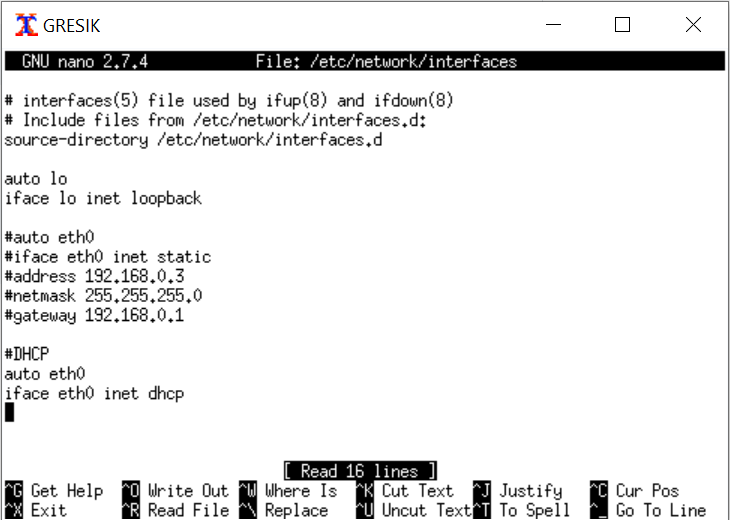 GRESIK
GNU nano 2.7.4 File: /etc/network/interfaces
# interfaces(5) file used by ifup(8) and ifdown(8)
# Include files from /etc/network/interfaces.d:
source-directory /etc/network/interfaces.d
auto lo
iface lo inet loopback
#auto eth0
#iface eth0 inet static
#address 192.168.0.3
#netmask 255.255.255.0
#gateway 192.168.0.1
#DHCP
auto eth0
iface eth0 inet dhcp
[ Read 16 lines ]
^G Get Help ^O Write Out ^W Where Is ^K Cut Text ^J Justify ^C Cur Pos
^X Exit ^R Read File ^\ Replace ^U Uncut Text ^T To Spell ^_ Go To Line